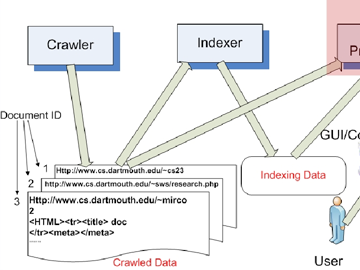 Crawler
Indexer
Document ID
1
Http://www.cs.dartmouth.edu/~cs23
2
http://www.cs.dartmouth.edu/~sws/research.php
3
Http://www.cs.dartmouth.edu/~mirco
2
<HTML><tr><title> doc
</tr><meta></meta>
......
Crawled Data
Indexing Data
User